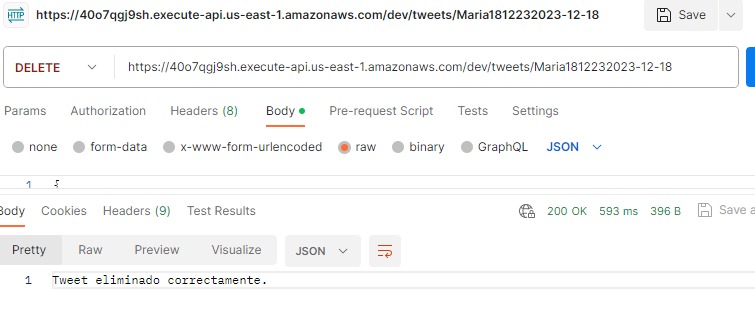 HTTP https://40o7qgj9sh.execute-api.us-east-1.amazonaws.com/dev/tweets/Maria1812232023-12-18 Save
DELETE https://40o7qgj9sh.execute-api.us-east-1.amazonaws.com/dev/tweets/Maria1812232023-12-18
Params Authorization Headers (8) Body Pre-request Script Tests Settings
none form-data x-www-form-urlencoded raw binary GraphQL JSON
1 {
Body Cookies Headers (9) Test Results 200 OK 593 ms 396 B Save a
Pretty Raw Preview Visualize JSON
1 Tweet eliminado correctamente.